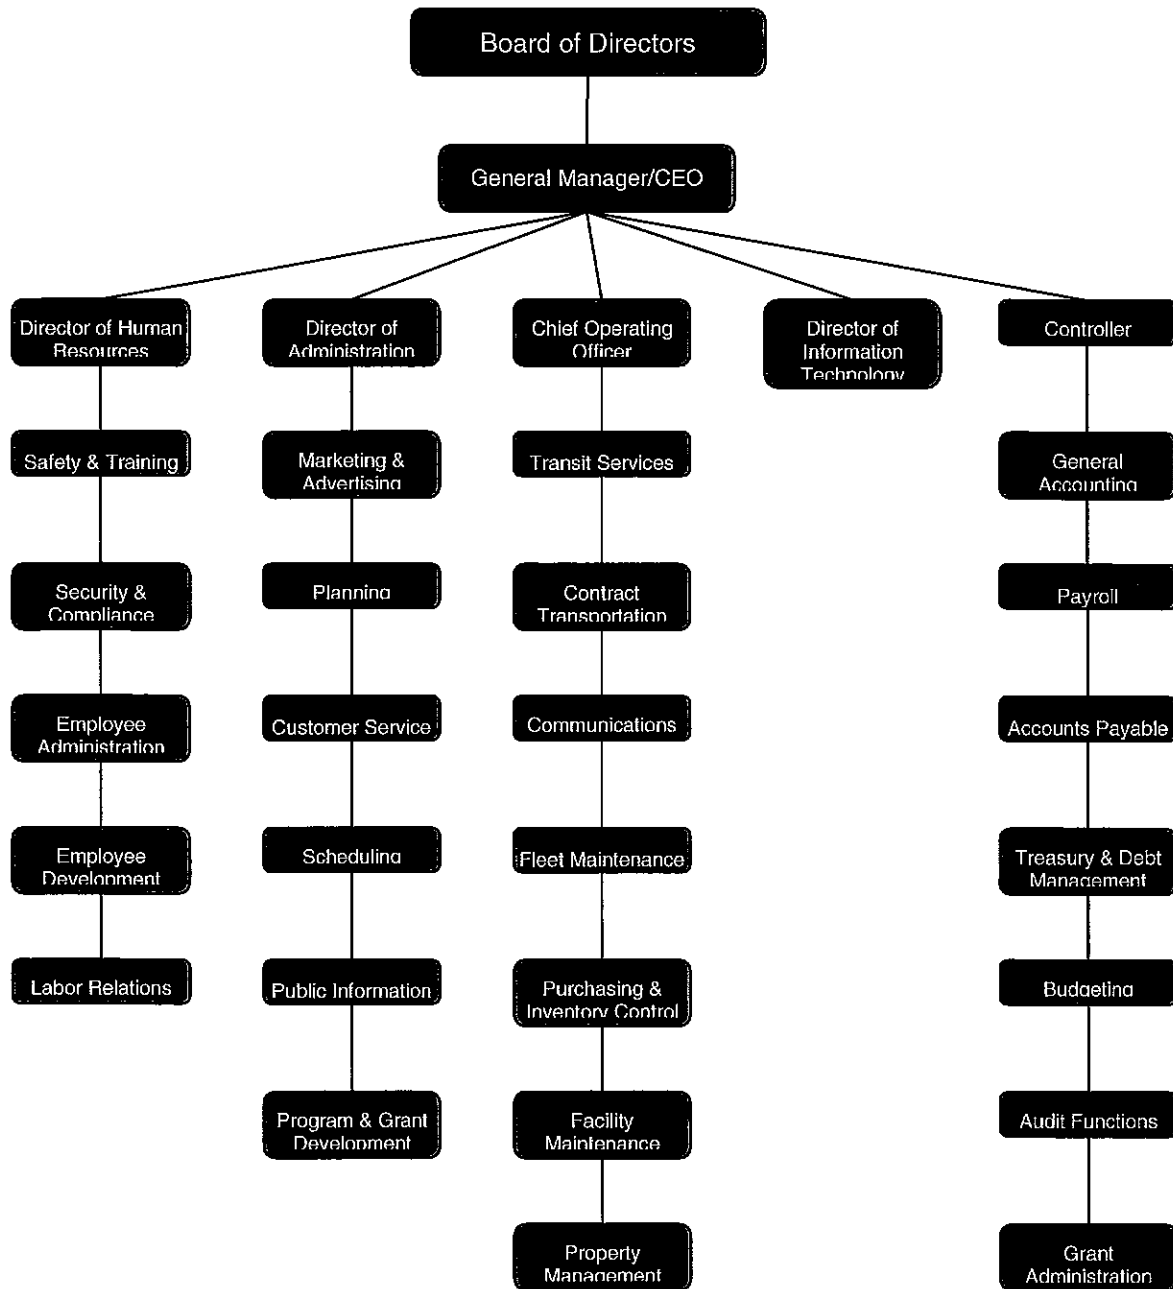 Board of Directors
General Manager/CEO
Director of Human
Resources
Director of
Administration
Chief Operating
Officer
Director of
Information
Technology
Controller
Safety & Training
Marketing &
Advertising
Transit Services
General
Accounting
Security &
Compliance
Planning
Contract
Transportation
Payroll
Employee
Administration
Customer Service
Communications
Accounts Payable
Employee
Development
Scheduling
Fleet Maintenance
Treasury & Debt
Management
Labor Relations
Public Information
Purchasing &
Inventory Control
Budgeting
Program & Grant
Development
Facility
Maintenance
Audit Functions
Property
Management
Grant
Administration